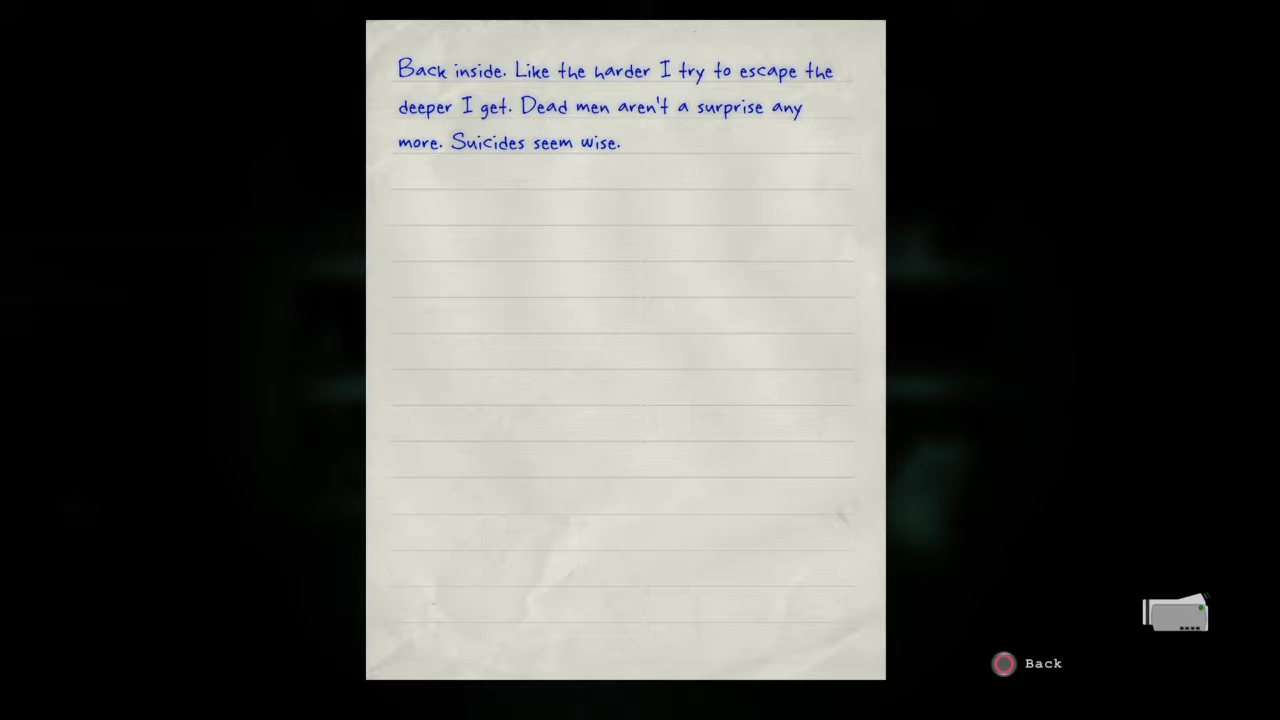 Back inside. Like the harder I try to escape the
deeper I get. Dead men aren't a surprise any
more. Suicides seem wise.
Back